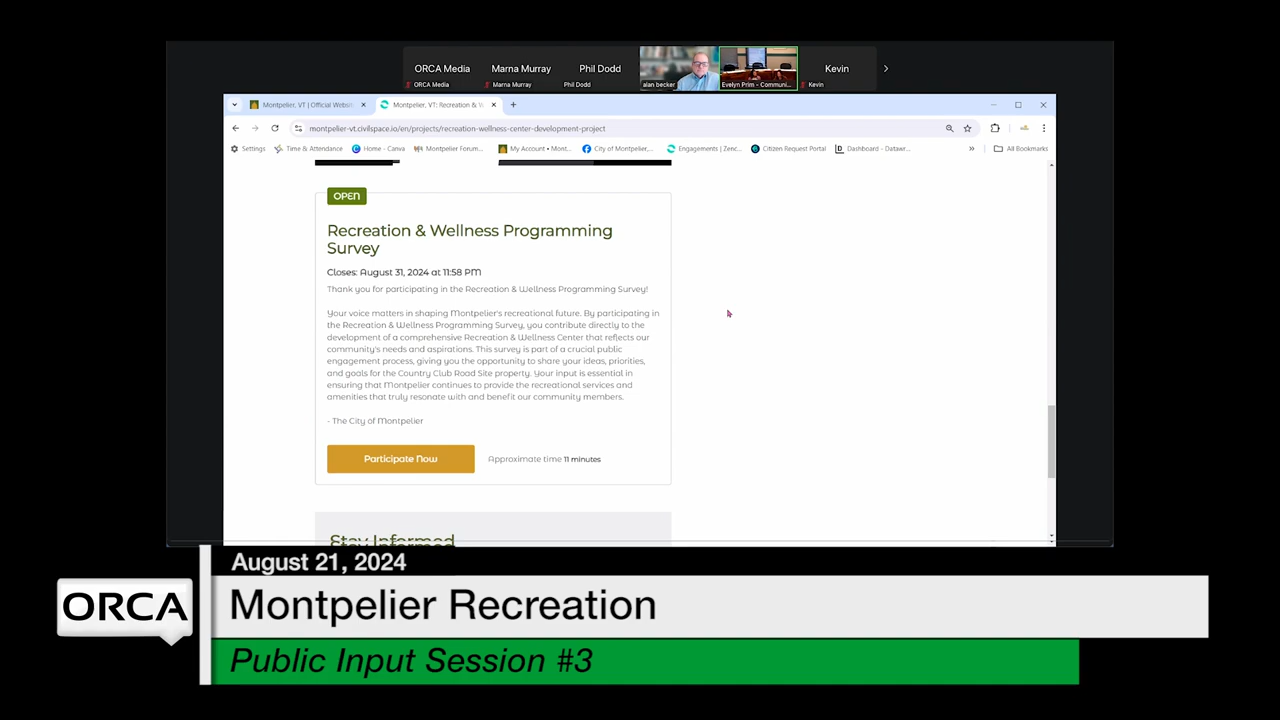 ORCA Media
Marna Murray
Phil Dodd
Kevin
ORCA Media
Marna Murray
Phil Dodd
alan becker
Evelyn Prim - Communi...
Kevin
Montpelier, VT | Official Websit
Montpelier, VT: Recreation & W
montpelier-vt.civilspace.io/en/projects/recreation-wellness-center-development-project
Settings
Time & Attendance
Home - Canva
Montpelier Forum...
My Account • Mont...
City of Montpelier,...
Engagements | Zenc...
Citizen Request Portal
Dashboard - Datawr...
All Bookmarks
OPEN
Recreation & Wellness Programming
Survey
Closes: August 31, 2024 at 11:58 PM
Thank you for participating in the Recreation & Wellness Programming Survey!
Your voice matters in shaping Montpelier's recreational future. By participating in
the Recreation & Wellness Programming Survey, you contribute directly to the
development of a comprehensive Recreation & Wellness Center that reflects our
community's needs and aspirations. This survey is part of a crucial public
engagement process, giving you the opportunity to share your ideas, priorities,
and goals for the Country Club Road Site property. Your input is essential in
ensuring that Montpelier continues to provide the recreational services and
amenities that truly resonate with and benefit our community members.
- The City of Montpelier
Participate Now
Approximate time 11 minutes
Stay Informed
August 21, 2024
ORCA
Montpelier Recreation
Public Input Session #3